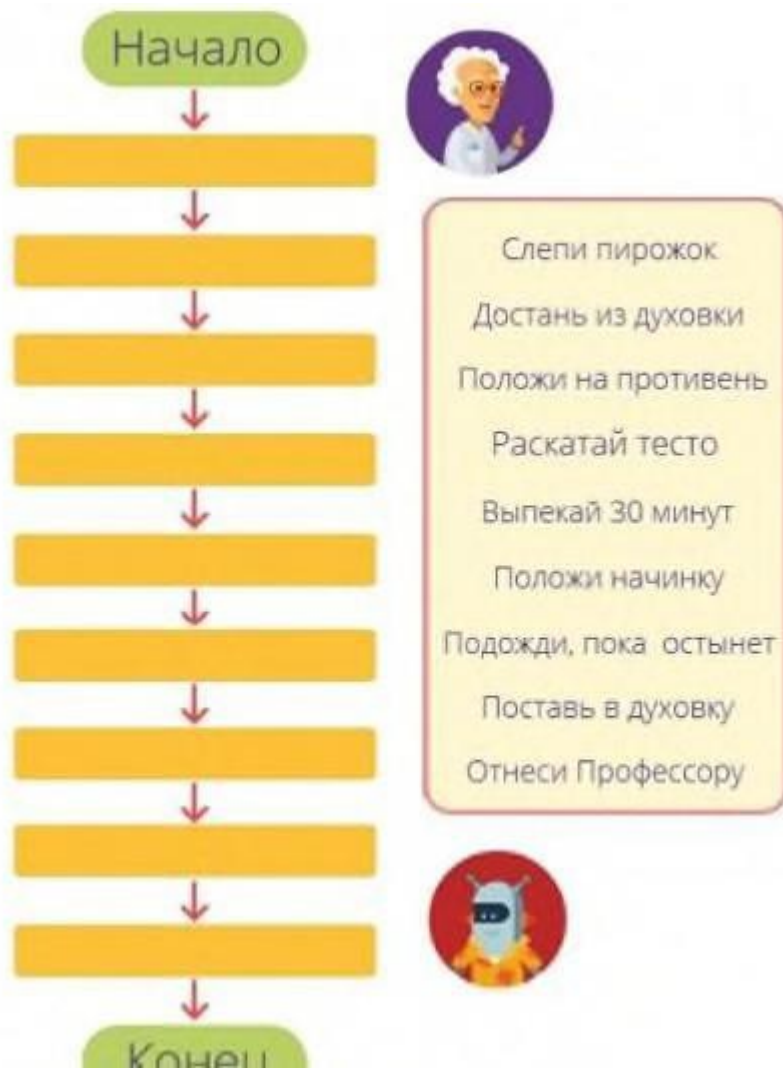 Начало
Слепи пирожок
Достань из духовки
Положи на противень
Раскатай тесто
Выпекай 30 минут
Положи начинку
Подожди, пока остынет
Поставь в духовку
Отнеси Профессору
Конец